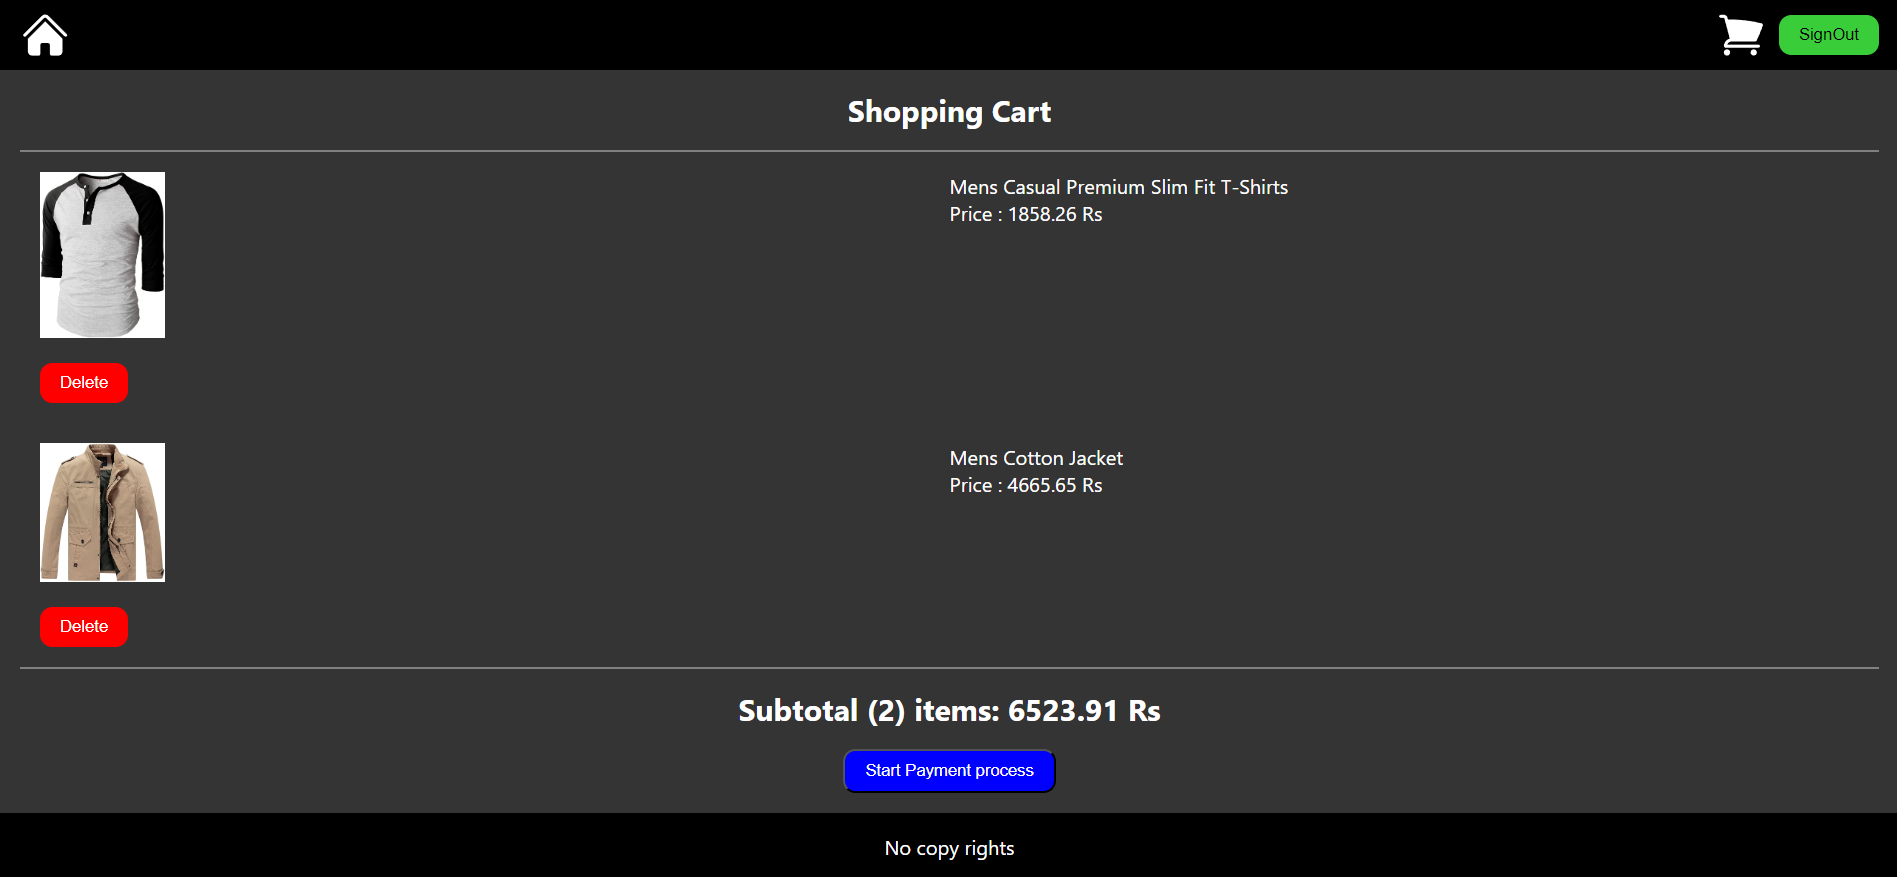 SignOut
Shopping Cart
Mens Casual Premium Slim Fit T-Shirts
Price : 1858.26 Rs
Delete
Mens Cotton Jacket
Price : 4665.65 Rs
Delete
Subtotal (2) items: 6523.91 Rs
Start Payment process
No copy rights